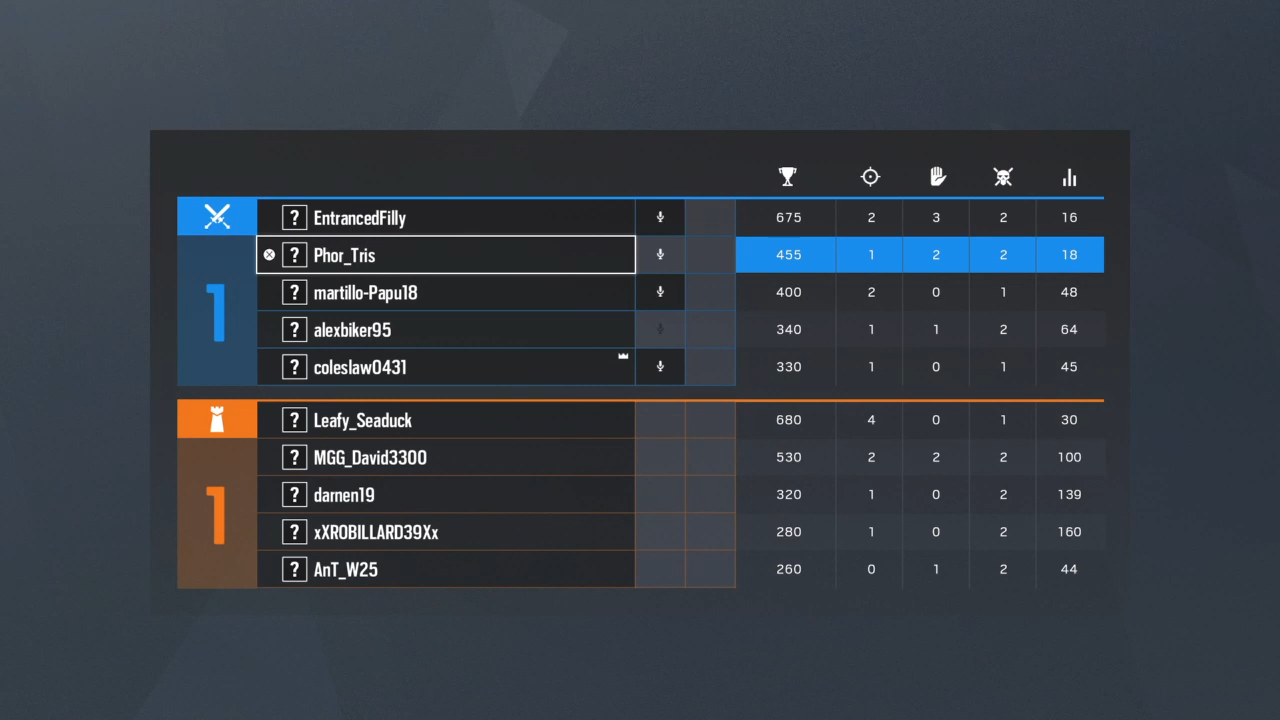 ? EntrancedFilly 675 2 3 2 16
? Phor_Tris 455 1 2 2 18
1
? martillo-Papu18 400 2 0 1 48
? alexbiker95 340 1 1 2 64
? coleslaw0431 330 1 0 1 45
? Leafy_Seaduck 680 4 0 1 30
? MGG_David3300 530 2 2 2 100
1
? darnen19 320 1 0 2 139
? xXROBILLARD39Xx 280 1 0 2 160
? AnT_W25 260 0 1 2 44